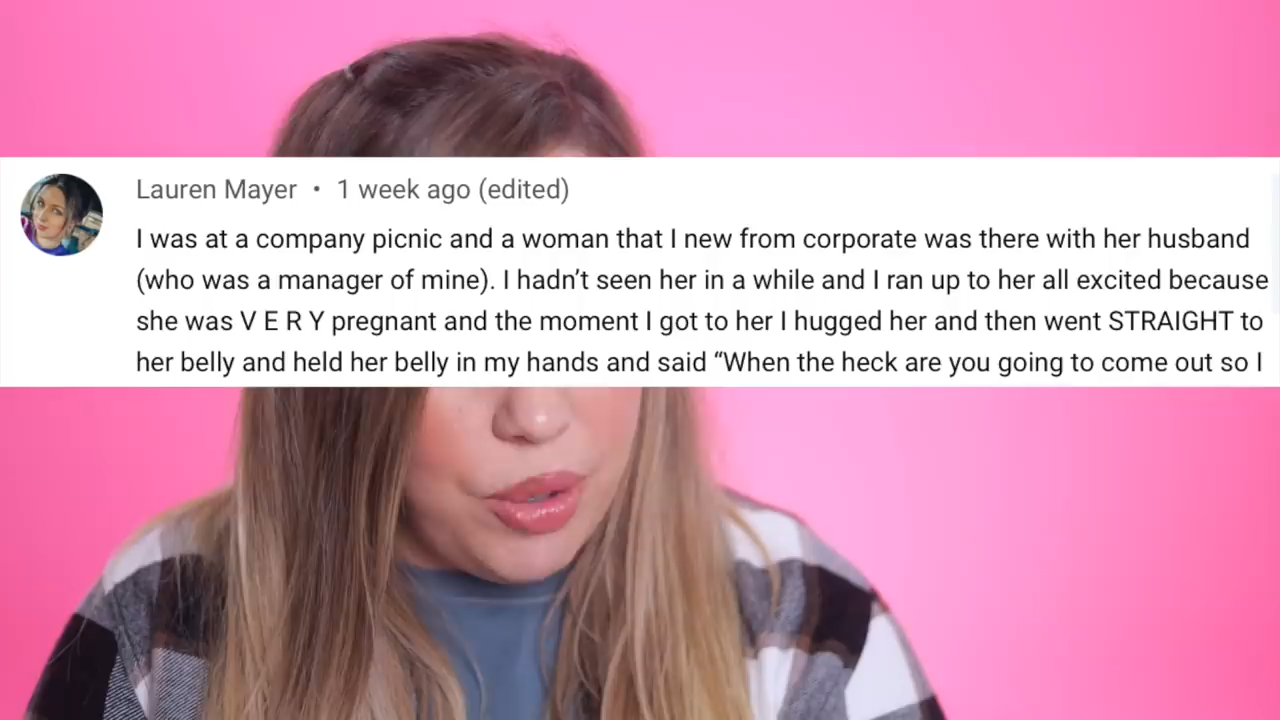 Lauren Mayer • 1 week ago (edited)
I was at a company picnic and a woman that I new from corporate was there with her husband
(who was a manager of mine). I hadn’t seen her in a while and I ran up to her all excited because
she was V E R Y pregnant and the moment I got to her I hugged her and then went STRAIGHT to
her belly and held her belly in my hands and said “When the heck are you going to come out so I